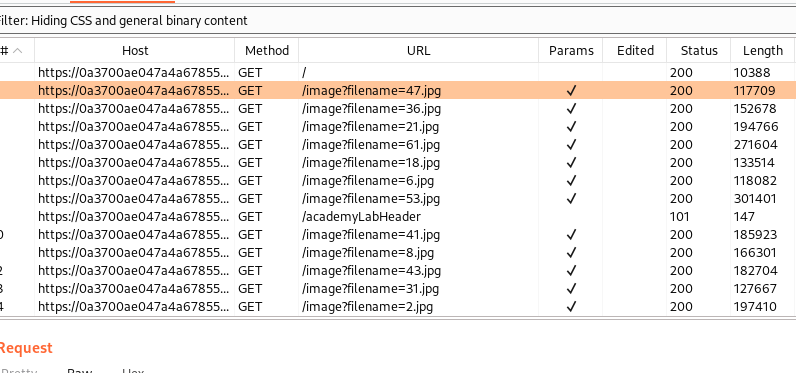 ilter: Hiding CSS and general binary content
# Host Method URL Params Edited Status Length
https://0a3700ae047a4a67855... GET / 200 10388
https://0a3700ae047a4a67855... GET /image?filename=47.jpg ✓ 200 117709
https://0a3700ae047a4a67855... GET /image?filename=36.jpg ✓ 200 152678
https://0a3700ae047a4a67855... GET /image?filename=21.jpg ✓ 200 194766
https://0a3700ae047a4a67855... GET /image?filename=61.jpg ✓ 200 271604
https://0a3700ae047a4a67855... GET /image?filename=18.jpg ✓ 200 133514
https://0a3700ae047a4a67855... GET /image?filename=6.jpg ✓ 200 118082
https://0a3700ae047a4a67855... GET /image?filename=53.jpg ✓ 200 301401
https://0a3700ae047a4a67855... GET /academyLabHeader 101 147
0 https://0a3700ae047a4a67855... GET /image?filename=41.jpg ✓ 200 185923
https://0a3700ae047a4a67855... GET /image?filename=8.jpg ✓ 200 166301
2 https://0a3700ae047a4a67855... GET /image?filename=43.jpg ✓ 200 182704
3 https://0a3700ae047a4a67855... GET /image?filename=31.jpg ✓ 200 127667
4 https://0a3700ae047a4a67855... GET /image?filename=2.jpg ✓ 200 197410
Request
Pretty Raw Hex